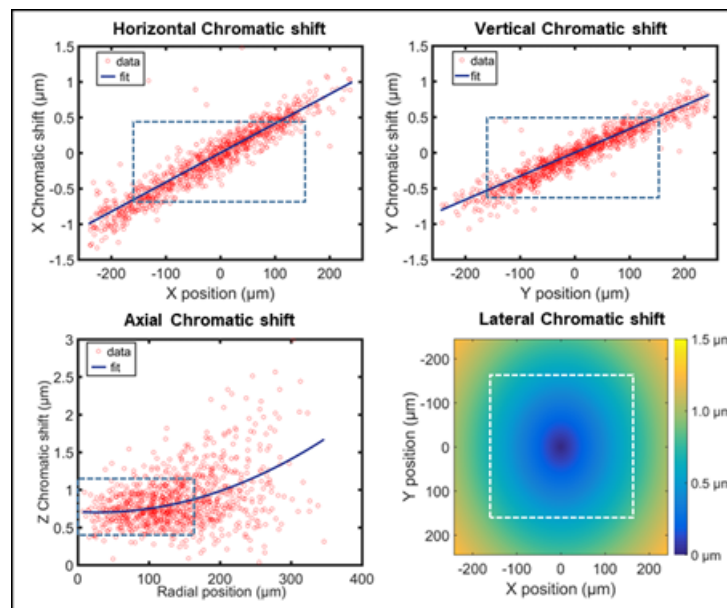 Horizontal Chromatic shift
1.5
1
0.5
0
-0.5
-1
-1.5
X Chromatic shift (µm)
data
fit
-200 -100 0 100 200
X position (µm)
Vertical Chromatic shift
1.5
1
0.5
0
-0.5
-1
-1.5
Y Chromatic shift (µm)
data
fit
-200 -100 0 100 200
Y position (µm)
Axial Chromatic shift
3
2.5
2
1.5
1
0.5
0
Z Chromatic shift (µm)
data
fit
0 100 200 300 400
Radial position (µm)
Lateral Chromatic shift
-200
-100
0
100
200
Y position (µm)
-200 -100 0 100 200
X position (µm)
1.5 µm
1.0 µm
0.5 µm
0 µm